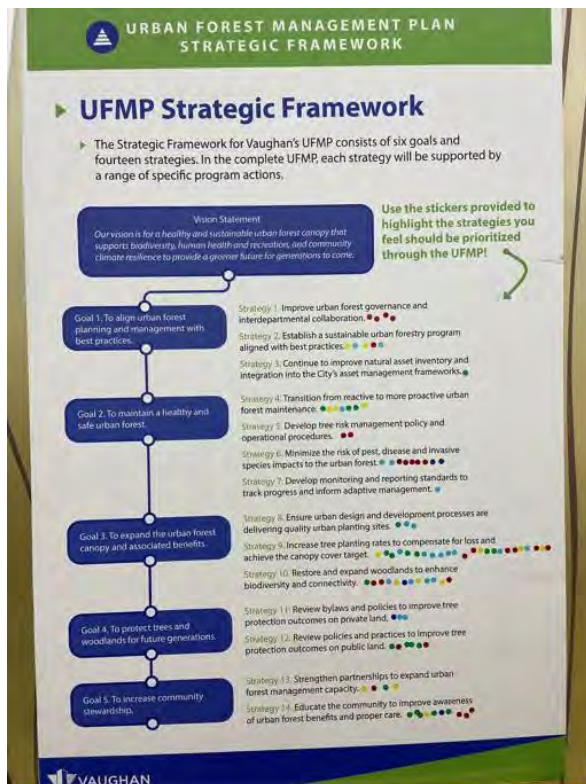 URBAN FOREST MANAGEMENT PLAN
STRATEGIC FRAMEWORK
UFMP Strategic Framework
The Strategic Framework for Vaughan's UFMP consists of six goals and
fourteen strategies. In the complete UFMP, each strategy will be supported by
a range of specific program actions.
Vision Statement
Our vision is for a healthy and sustainable urban forest canopy that
supports biodiversity, human health and recreation, and community
climate resilience to provide a greener future for generations to come.
Use the stickers provided to
highlight the strategies you
feel should be prioritized
through the UFMP!
Goal 1. To align urban forest
planning and management with
best practices.
Strategy 1. Improve urban forest governance and
interdepartmental collaboration.
Strategy 2. Establish a sustainable urban forestry program
aligned with best practices.
Strategy 3. Continue to improve natural asset inventory and
integration into the City's asset management frameworks.
Goal 2. To maintain a healthy and
safe urban forest.
Strategy 4. Transition from reactive to more proactive urban
forest maintenance.
Strategy 5. Develop tree risk management policy and
operational procedures.
Strategy 6. Minimize the risk of pest, disease and invasive
species impacts to the urban forest.
Strategy 7. Develop monitoring and reporting standards to
track progress and inform adaptive management.
Goal 3. To expand the urban forest
canopy and associated benefits.
Strategy 8. Ensure urban design and development processes are
delivering quality urban planting sites.
Strategy 9. Increase tree planting rates to compensate for loss and
achieve the canopy cover target.
Strategy 10. Restore and expand woodlands to enhance
biodiversity and connectivity.
Goal 4. To protect trees and
woodlands for future generations.
Strategy 11. Review bylaws and policies to improve tree
protection outcomes on private land.
Strategy 12. Review policies and practices to improve tree
protection outcomes on public land.
Goal 5. To increase community
stewardship.
Strategy 13. Strengthen partnerships to expand urban
forest management capacity.
Strategy 14. Educate the community to improve awareness
of urban forest benefits and proper care.
VAUGHAN